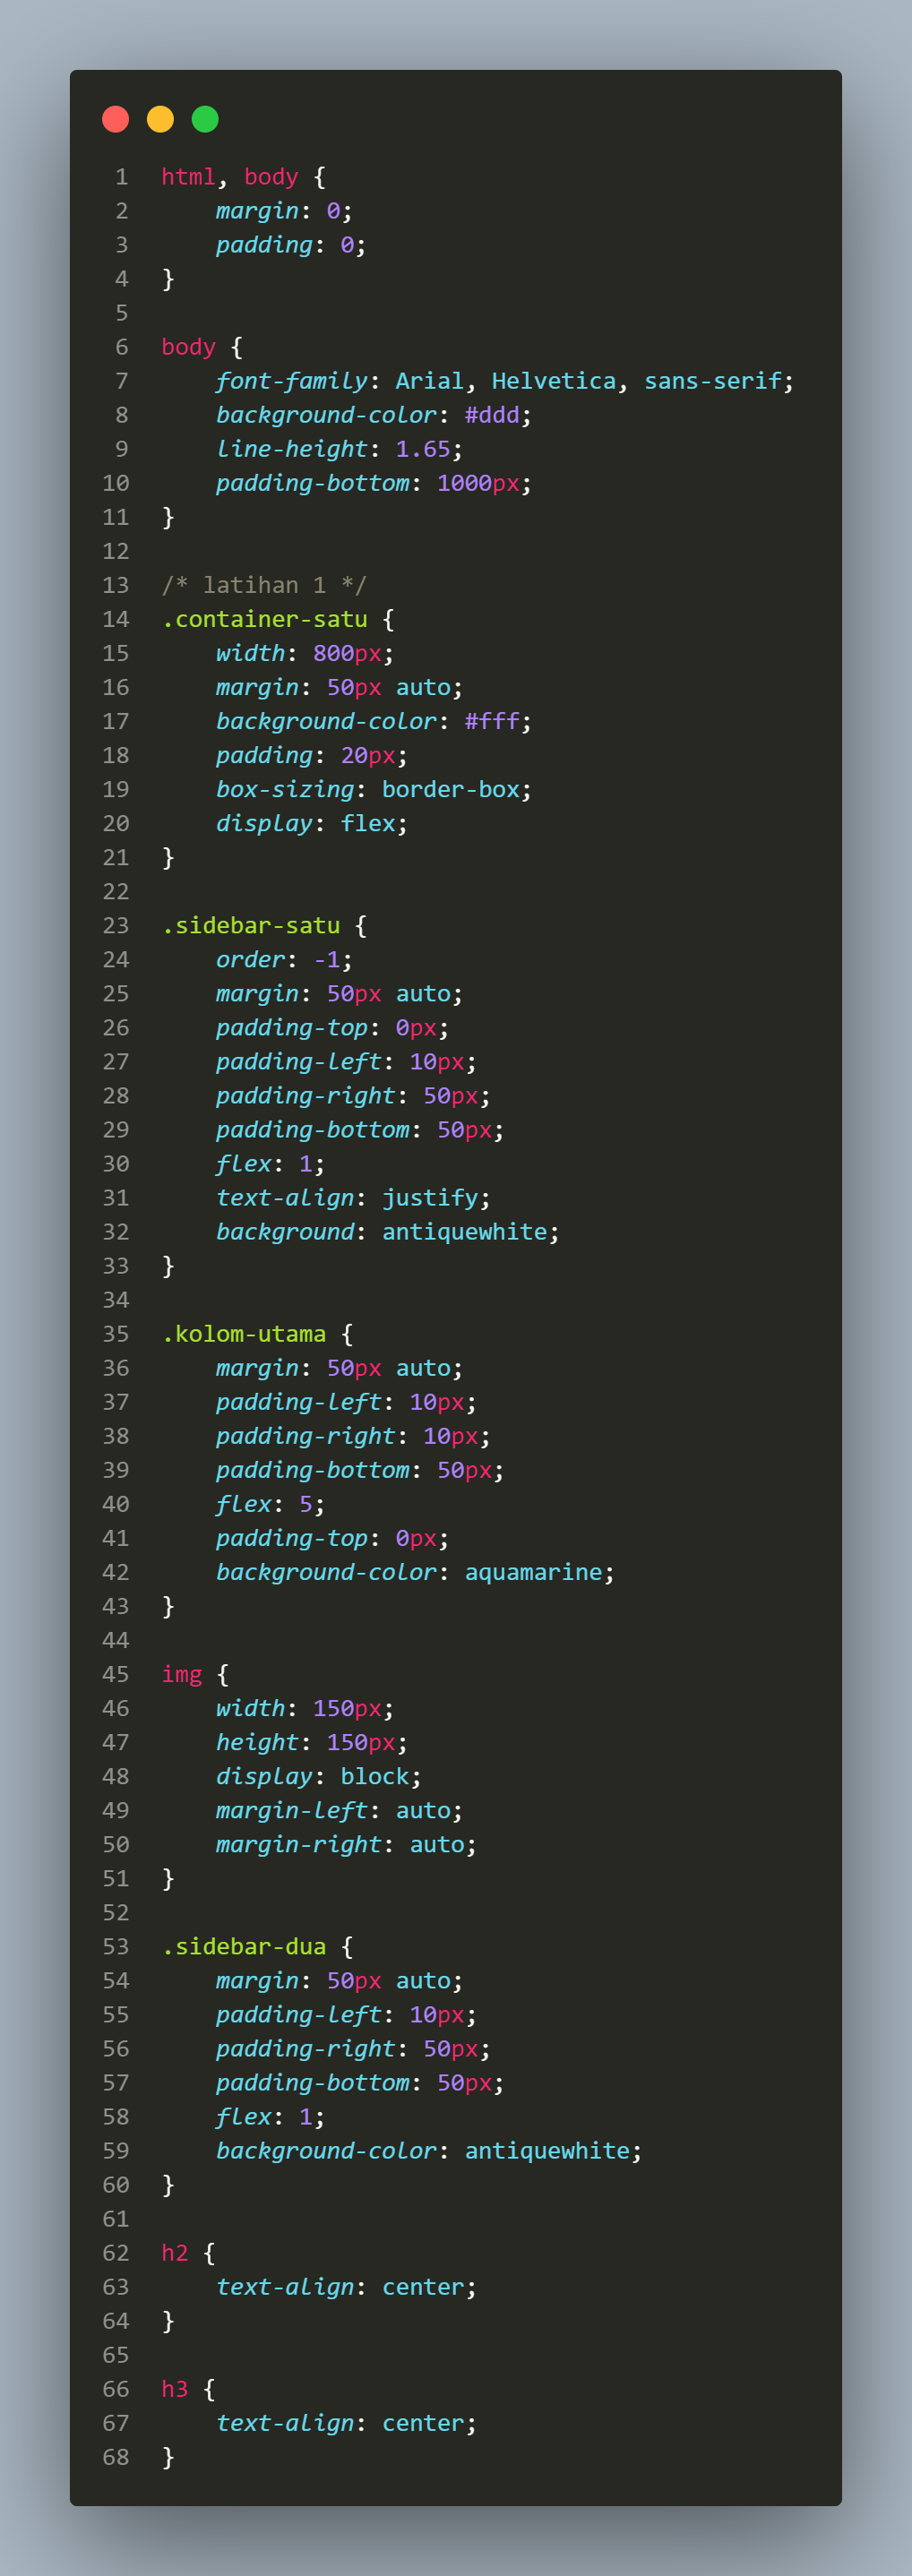 1 html, body {
2     margin: 0;
3     padding: 0;
4 }
5
6 body {
7     font-family: Arial, Helvetica, sans-serif;
8     background-color: #ddd;
9     line-height: 1.65;
10     padding-bottom: 1000px;
11 }
12
13 /* latihan 1 */
14 .container-satu {
15     width: 800px;
16     margin: 50px auto;
17     background-color: #fff;
18     padding: 20px;
19     box-sizing: border-box;
20     display: flex;
21 }
22
23 .sidebar-satu {
24     order: -1;
25     margin: 50px auto;
26     padding-top: 0px;
27     padding-left: 10px;
28     padding-right: 50px;
29     padding-bottom: 50px;
30     flex: 1;
31     text-align: justify;
32     background: antiquewhite;
33 }
34
35 .kolom-utama {
36     margin: 50px auto;
37     padding-left: 10px;
38     padding-right: 10px;
39     padding-bottom: 50px;
40     flex: 5;
41     padding-top: 0px;
42     background-color: aquamarine;
43 }
44
45 img {
46     width: 150px;
47     height: 150px;
48     display: block;
49     margin-left: auto;
50     margin-right: auto;
51 }
52
53 .sidebar-dua {
54     margin: 50px auto;
55     padding-left: 10px;
56     padding-right: 50px;
57     padding-bottom: 50px;
58     flex: 1;
59     background-color: antiquewhite;
60 }
61
62 h2 {
63     text-align: center;
64 }
65
66 h3 {
67     text-align: center;
68 }